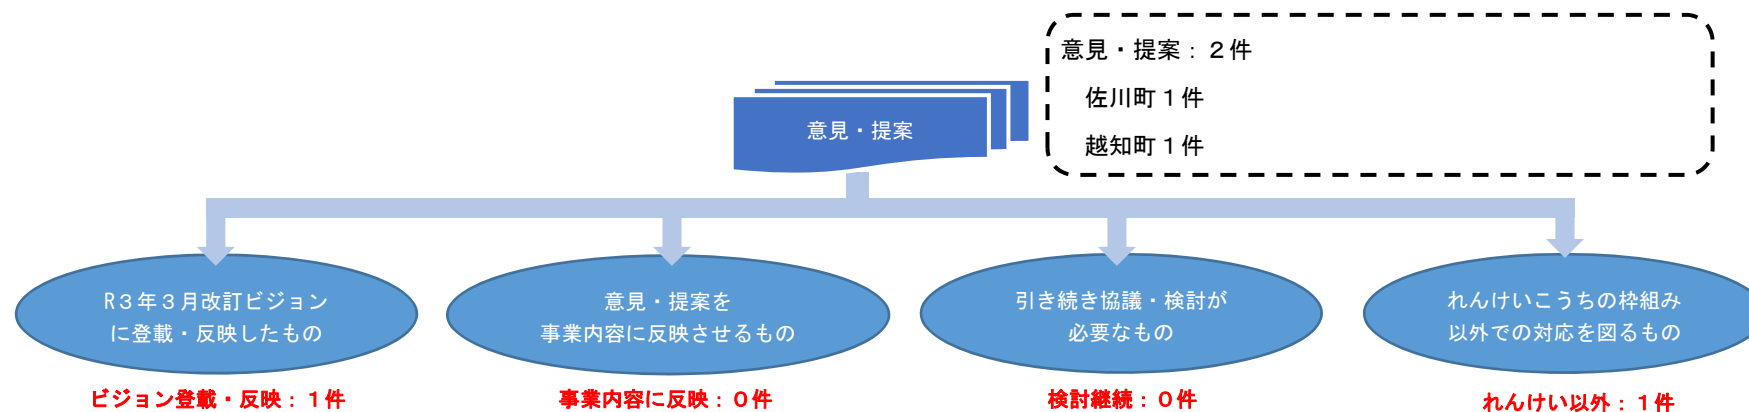 意見・提案：２件
佐川町１件
越知町１件
意見・提案
R３年３月改訂ビジョン
に登載・反映したもの
意見・提案を
事業内容に反映させるもの
引き続き協議・検討が
必要なもの
れんけいこうちの枠組み
以外での対応を図るもの
ビジョン登載・反映：１件
事業内容に反映：０件
検討継続：０件
れんけい以外：１件